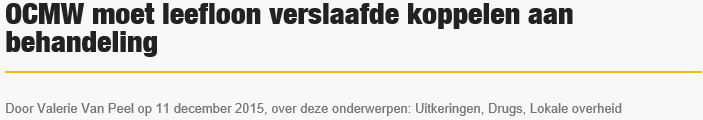 OCMW moet leefloon verslaafde koppelen aan
behandeling
Door Valerie Van Peel op 11 december 2015, over deze onderwerpen: Uitkeringen, Drugs, Lokale overheid